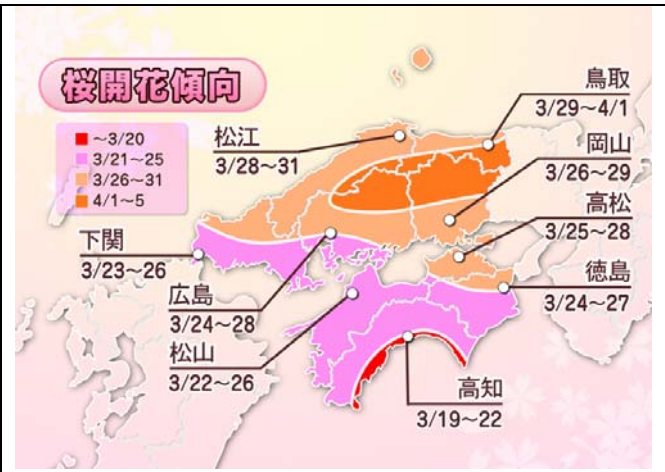 桜開花傾向
～3/20
3/21～25
3/26～31
4/1～5
鳥取
3/29～4/1
松江
3/28～31
岡山
3/26～29
高松
3/25～28
下関
3/23～26
徳島
3/24～27
広島
3/24～28
松山
3/22～26
高知
3/19～22